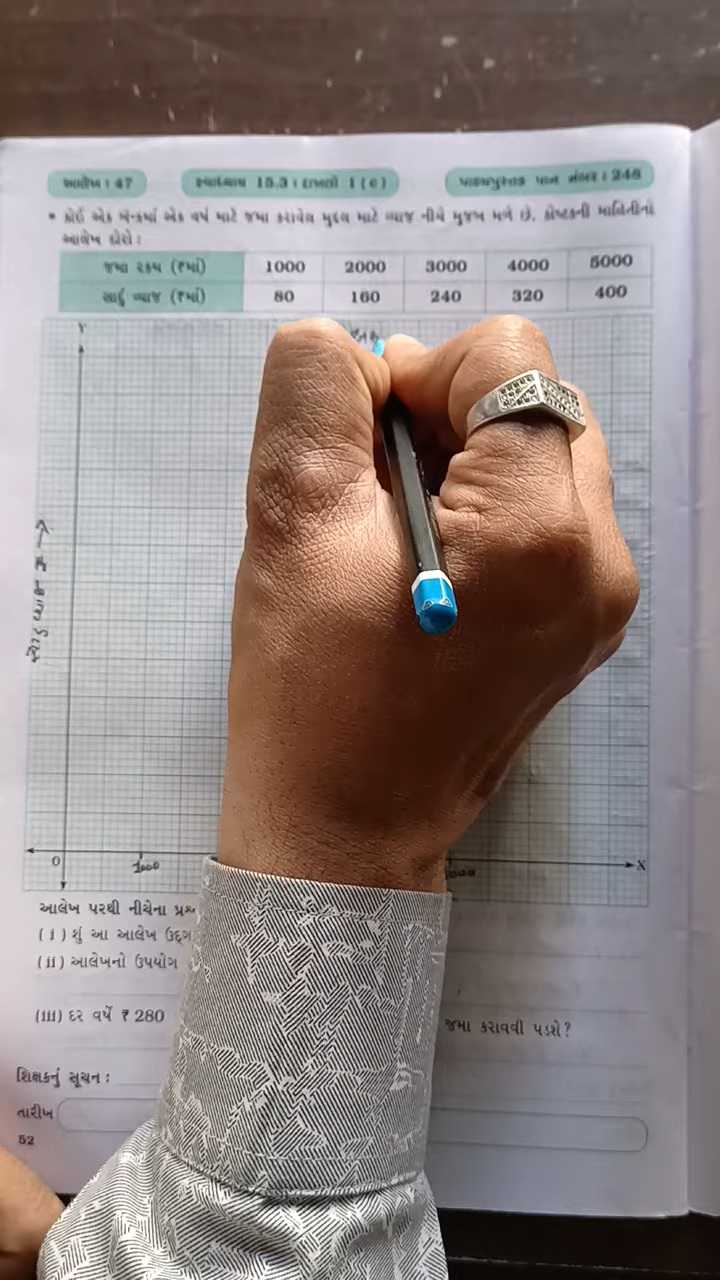 આલેખ : 47 સ્વાધ્યાય 15.3 : દાખલો 1 ( c ) પાઠ્યપુસ્તક પાન નંબર : 248
* કોઈ એક બેન્કમાં એક વર્ષ માટે જમા કરાવેલ મુદ્દલ માટે વ્યાજ નીચે મુજબ મળે છે. કોષ્ટકની માહિતીનો
આલેખ દોરો :
જમા રકમ (₹માં) 1000 2000 3000 4000 5000
સાદું વ્યાજ (₹માં) 80 160 240 320 400
Y
સાદુ વ્યાજ ₹ →
0 1000 X
આલેખ પરથી નીચેના
( i ) શું આ આલેખ
(ii) આલેખનો ઉપયોગ
(iii) દર વર્ષે ₹ 280 જમા કરાવવી પડશે?
શિક્ષકનું સૂચન :
તારીખ
52